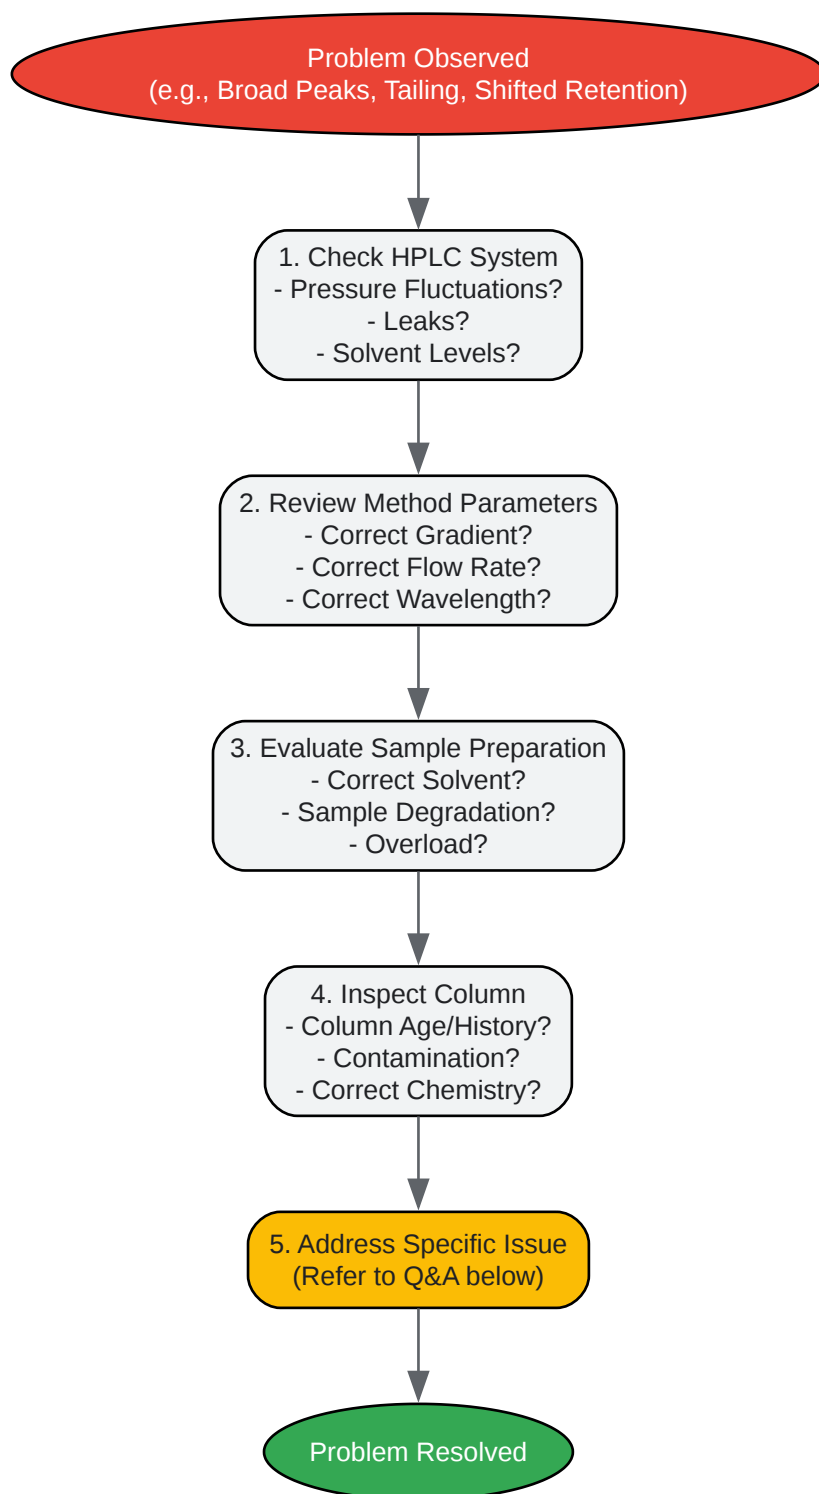 Problem Observed
(e.g., Broad Peaks, Tailing, Shifted Retention)
1. Check HPLC System
- Pressure Fluctuations?
- Leaks?
- Solvent Levels?
2. Review Method Parameters
- Correct Gradient?
- Correct Flow Rate?
- Correct Wavelength?
3. Evaluate Sample Preparation
- Correct Solvent?
- Sample Degradation?
- Overload?
4. Inspect Column
- Column Age/History?
- Contamination?
- Correct Chemistry?
5. Address Specific Issue
(Refer to Q&A below)
Problem Resolved